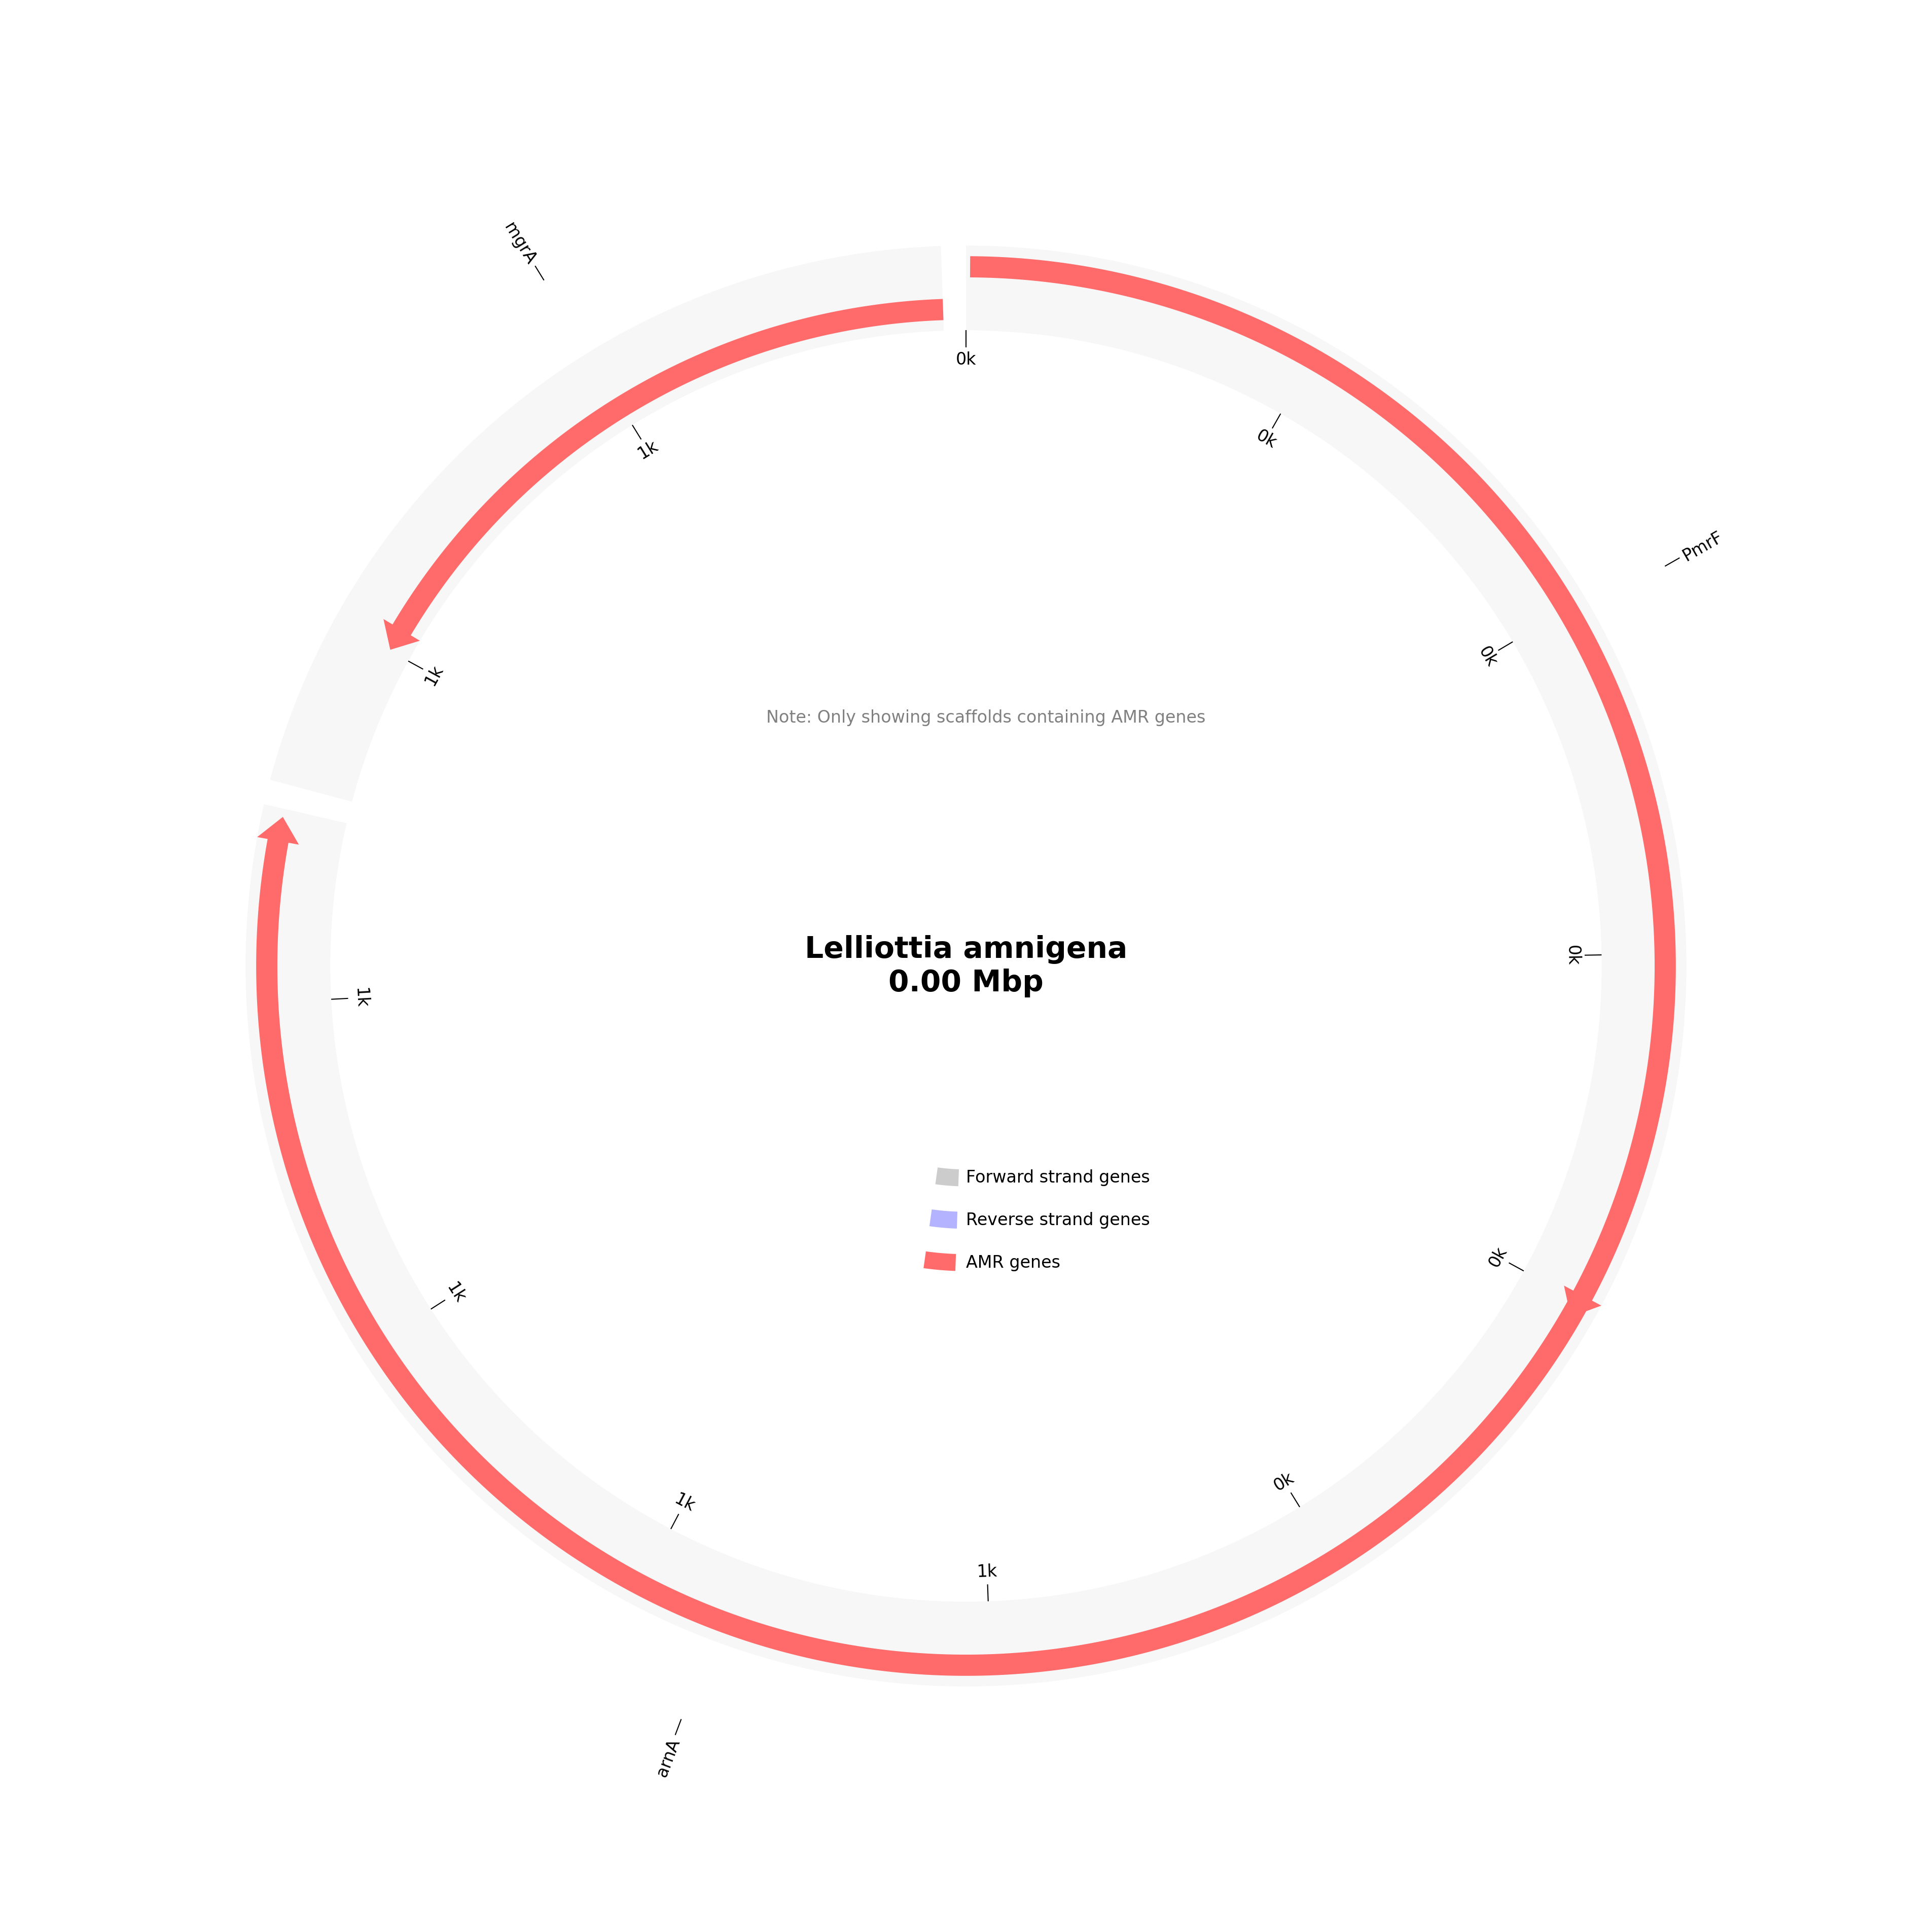 mgrA
PmrF
0k
0k
0k
0k
0k
0k
1k
1k
1k
1k
1k
1k
Note: Only showing scaffolds containing AMR genes
Lelliottia amnigena
0.00 Mbp
Forward strand genes
Reverse strand genes
AMR genes
arnA